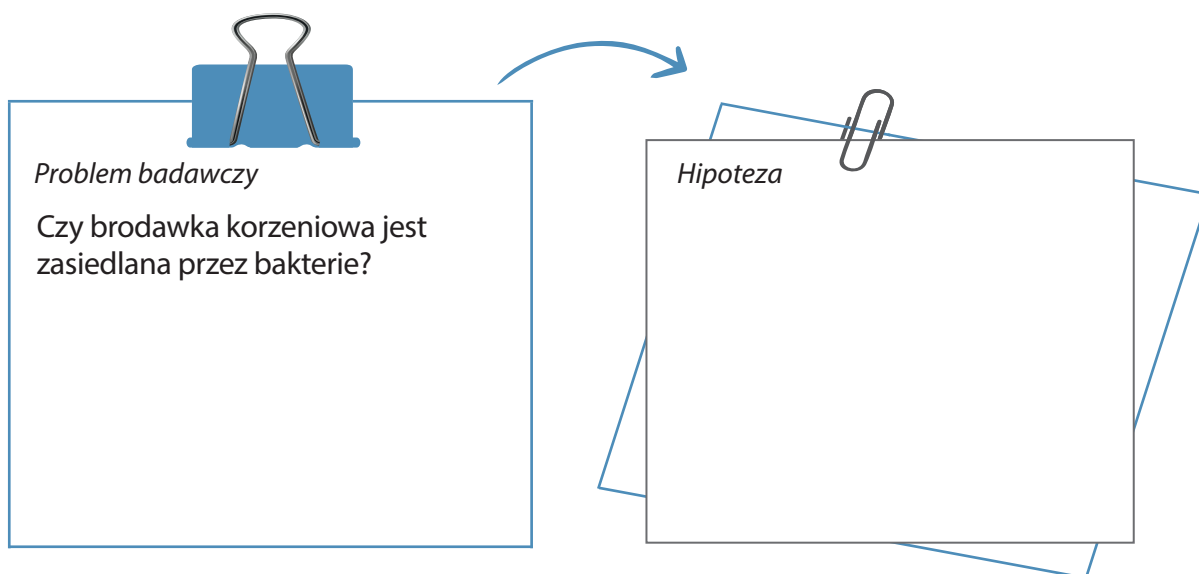 Problem badawczy
Czy brodawka korzeniowa jest
zasiedlana przez bakterie?
Hipoteza